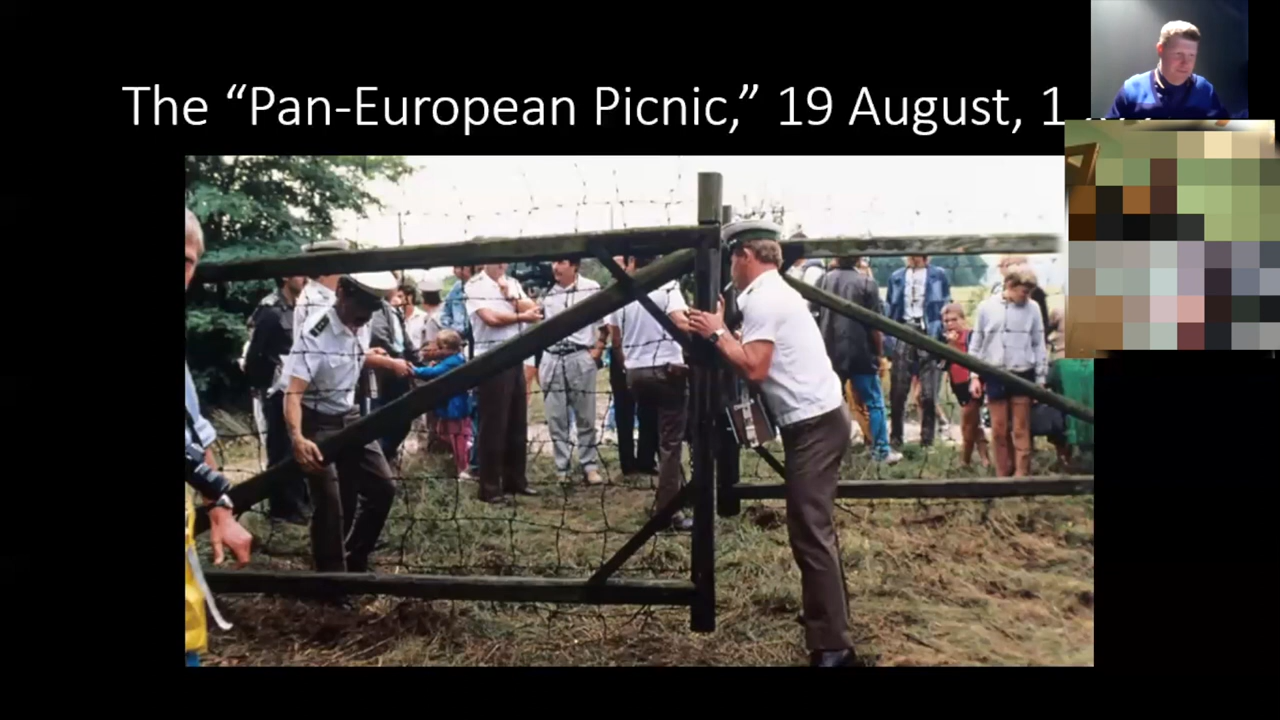 The “Pan-European Picnic,” 19 August, 1